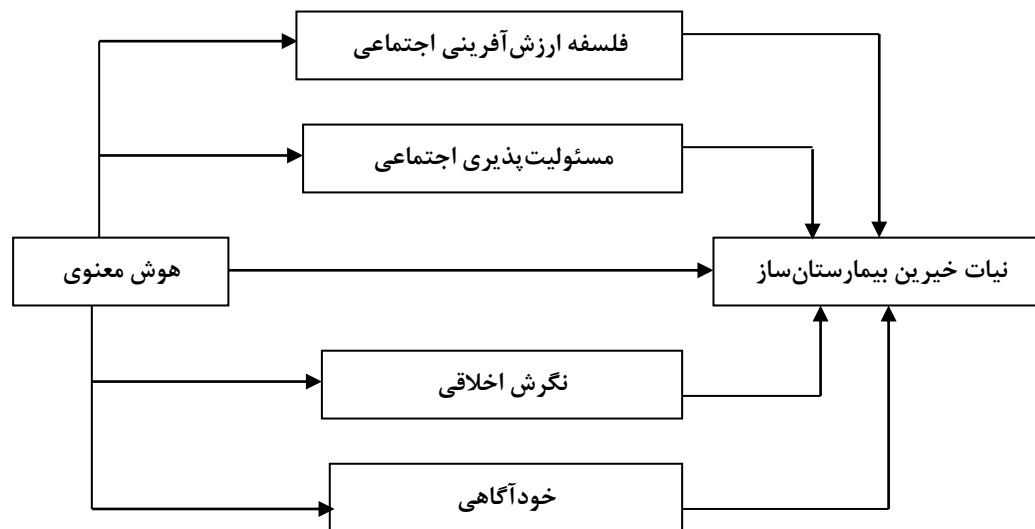 فلسفه ارزش‌آفرینی اجتماعی
مسئولیت‌پذیری اجتماعی
هوش معنوی
نیات خیرین بیمارستان‌ساز
نگرش اخلاقی
خودآگاهی